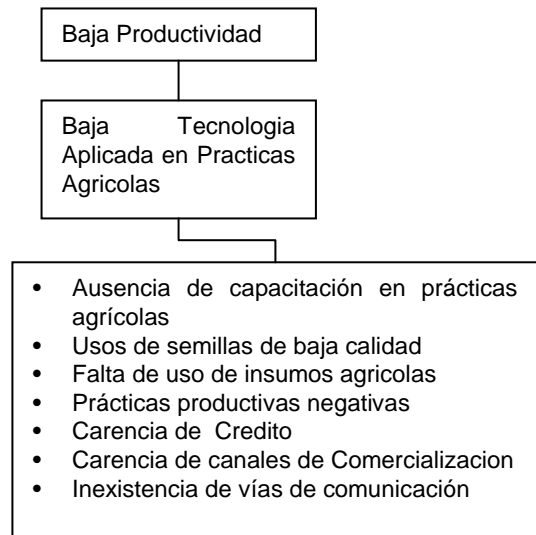 Baja Productividad
Baja Tecnologia
Aplicada en Practicas
Agricolas
• Ausencia de capacitación en prácticas
agrícolas
• Usos de semillas de baja calidad
• Falta de uso de insumos agricolas
• Prácticas productivas negativas
• Carencia de Credito
• Carencia de canales de Comercializacion
• Inexistencia de vías de comunicación